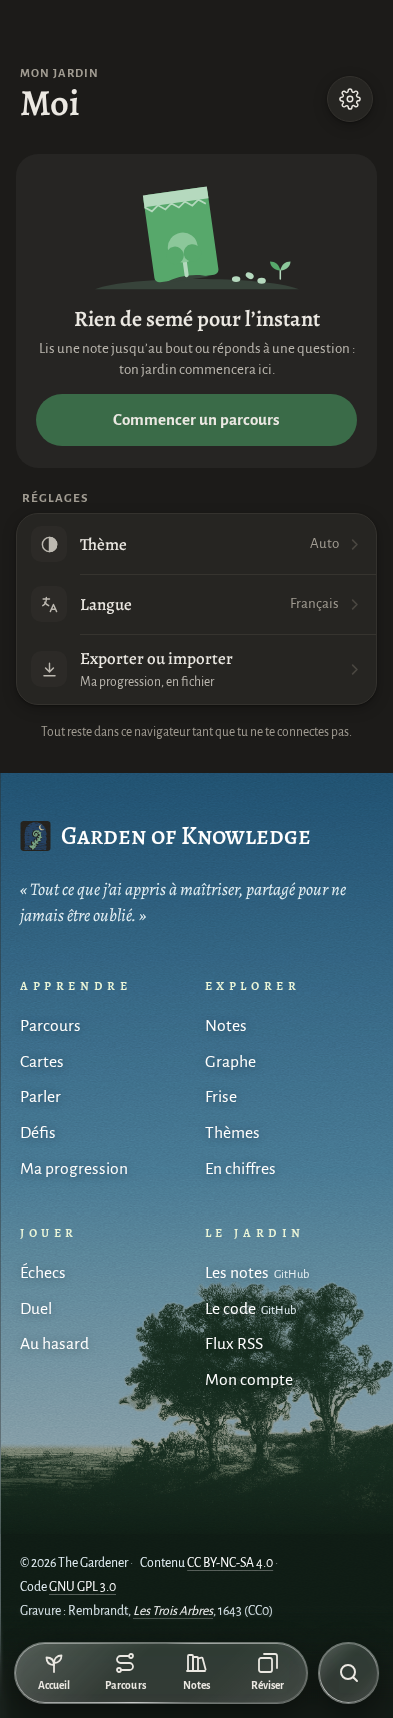 MON JARDIN
Moi
Rien de semé pour l'instant
Lis une note jusqu'au bout ou réponds à une question :
ton jardin commencera ici.
Commencer un parcours
RÉGLAGES
Thème
Auto
Langue
Français
Exporter ou importer
Ma progression, en fichier
Tout reste dans ce navigateur tant que tu ne te connectes pas.
Garden of Knowledge
« Tout ce que j'ai appris à maîtriser, partagé pour ne
jamais être oublié. »
APPRENDRE
Parcours
Cartes
Parler
Défis
Ma progression
EXPLORER
Notes
Graphe
Frise
Thèmes
En chiffres
JOUER
Échecs
Duel
Au hasard
LE JARDIN
Les notes GitHub
Le code GitHub
Flux RSS
Mon compte
© 2026 The Gardener · Contenu CC BY-NC-SA 4.0 ·
Code GNU GPL 3.0
Gravure : Rembrandt, Les Trois Arbres, 1643 (CC0)
Accueil
Parcours
Notes
Réviser